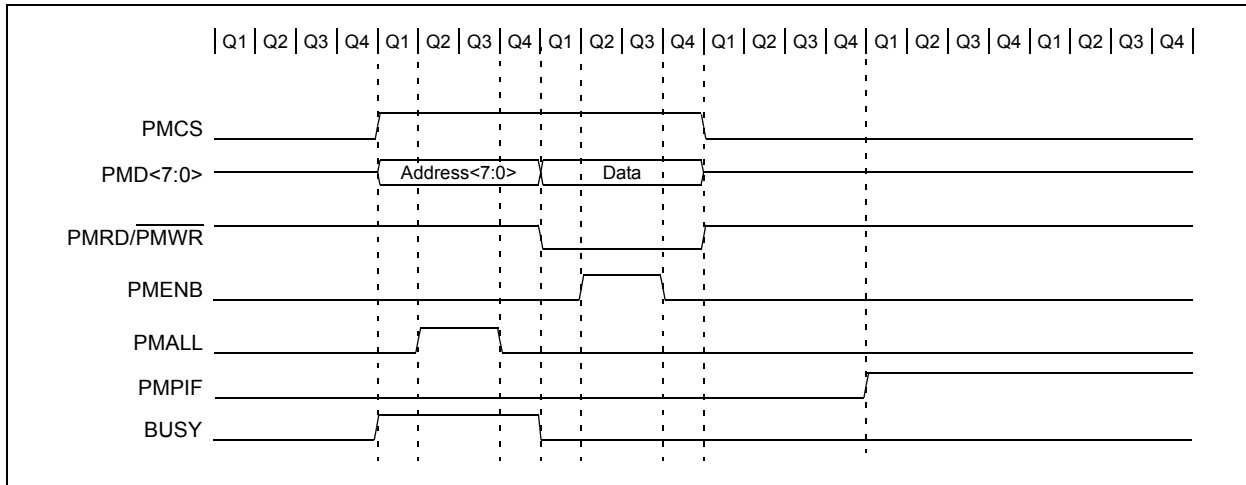 Q1 Q2 Q3 Q4 Q1 Q2 Q3 Q4 Q1 Q2 Q3 Q4 Q1 Q2 Q3 Q4 Q1 Q2 Q3 Q4 Q1 Q2 Q3 Q4
PMCS
PMD<7:0> Address<7:0> Data
PMRD/PMWR
PMENB
PMALL
PMPIF
BUSY